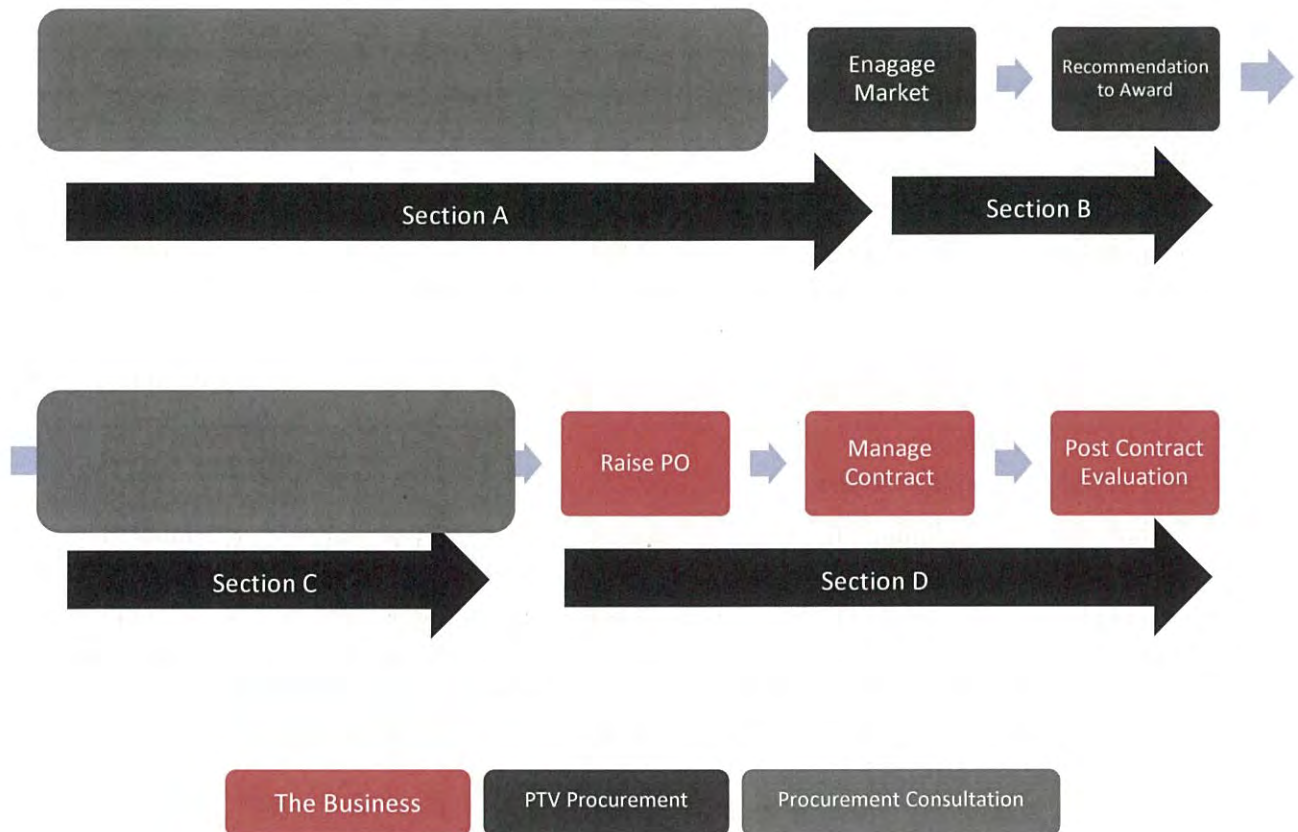 Enagage
Market
Recommendation
to Award
Section A
Section B
Raise PO
Manage
Contract
Post Contract
Evaluation
Section C
Section D
The Business
PTV Procurement
Procurement Consultation